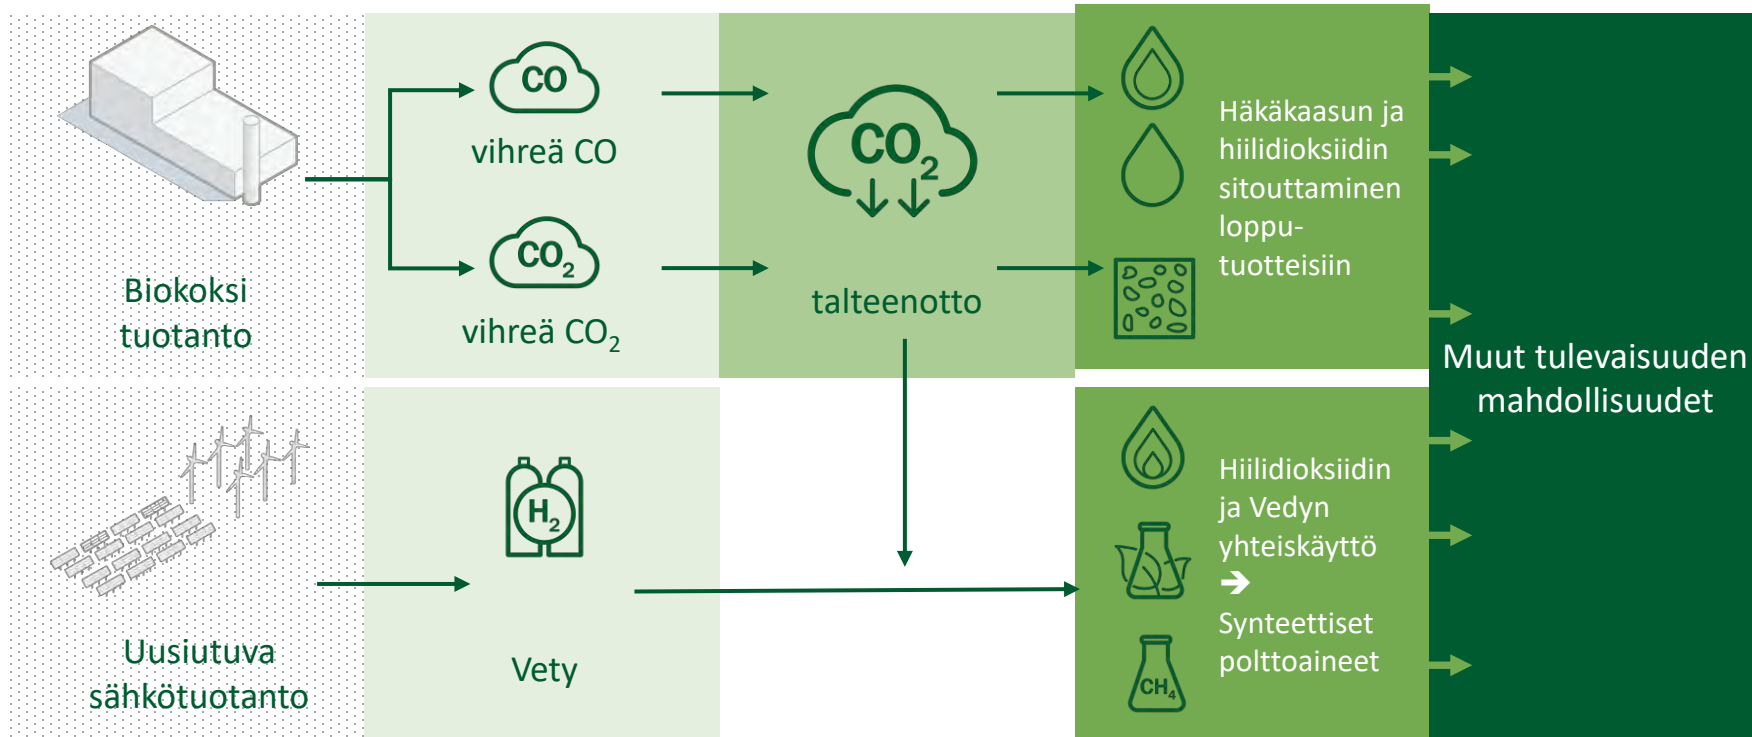 Biokoksi
tuotanto
CO
vihreä CO
CO₂
vihreä CO₂
CO₂
talteenotto
Häkäkaasun ja
hiilidioksiidin
sitouttaminen
loppu-
tuotteisiin
Uusiutuva
sähkötuotanto
H₂
Vety
CH₄
Hiilidioksiidin
ja Vedyn
yhteiskäyttö
➔
Synteettiset
polttoaineet
Muut tulevaisuuden
mahdollisuudet